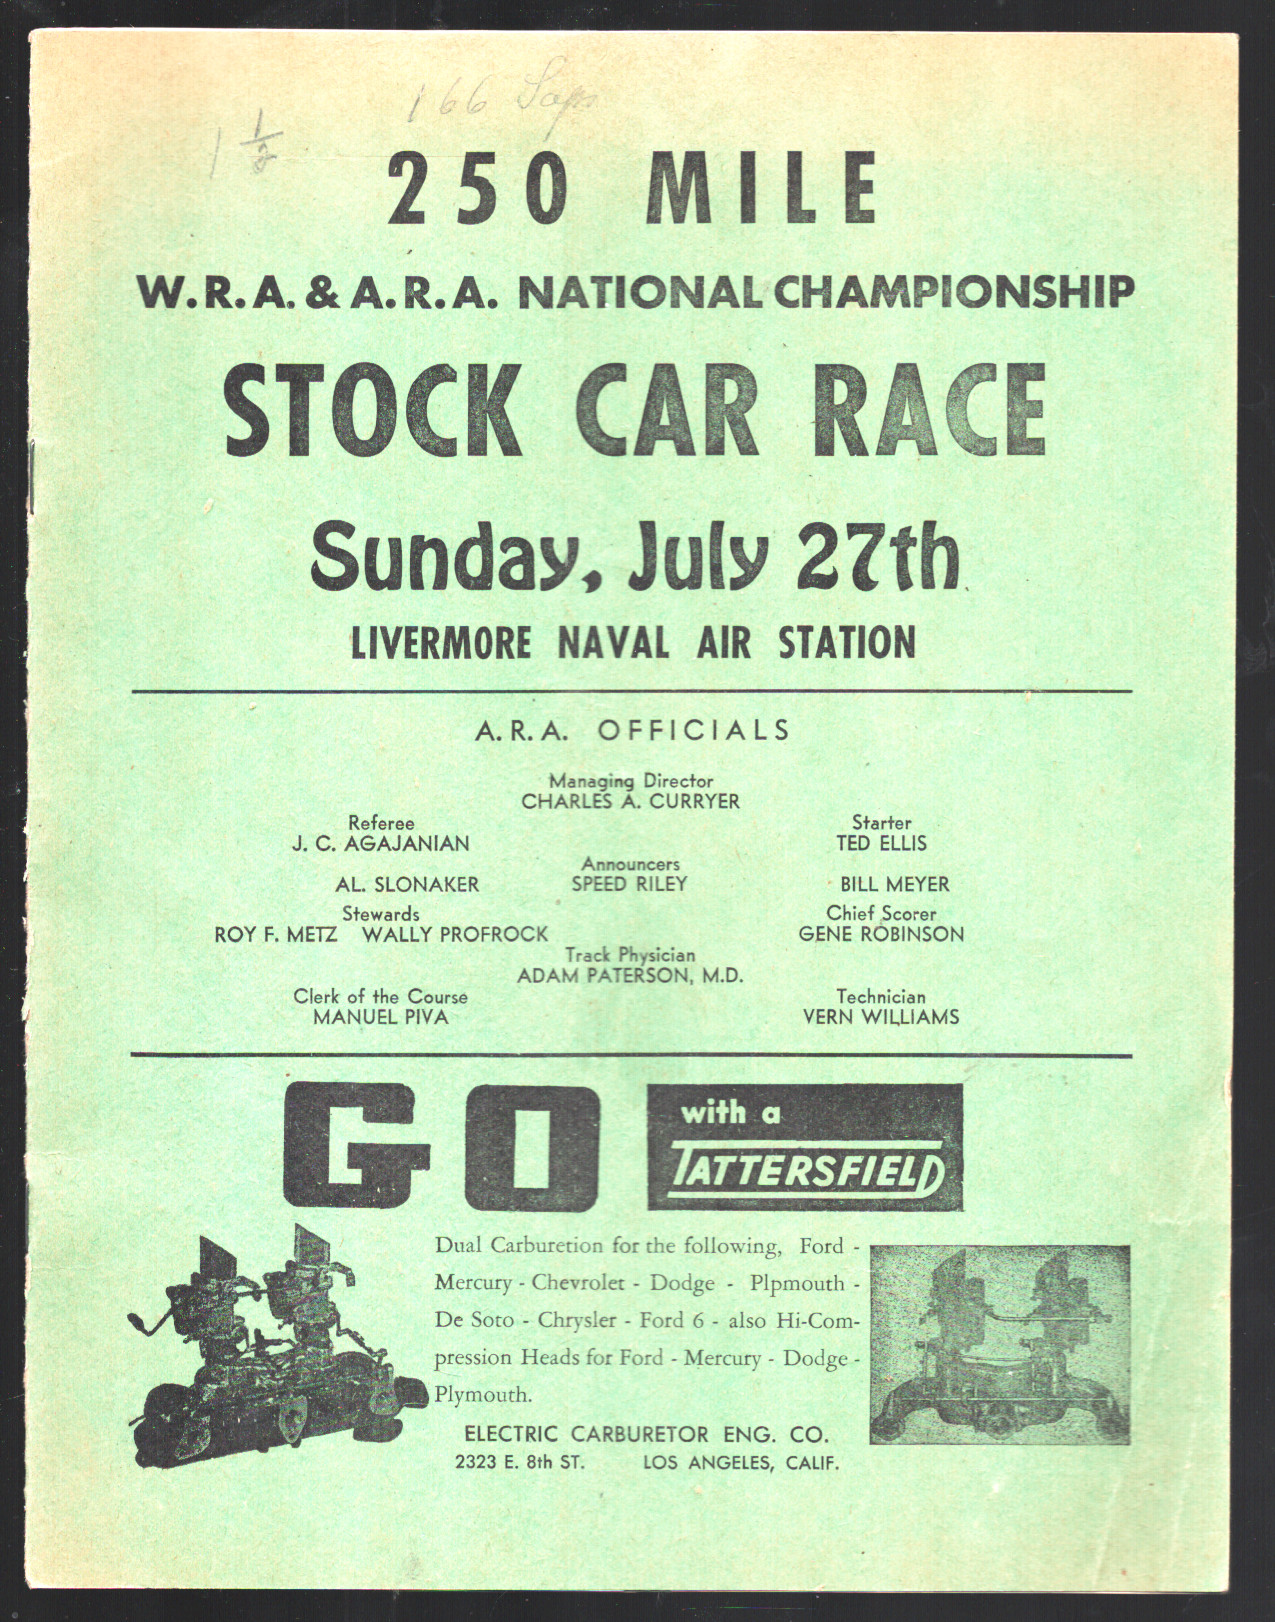 166 Laps
1 1/2
250 MILE
W.R.A. & A.R.A. NATIONAL CHAMPIONSHIP
STOCK CAR RACE
Sunday, July 27th
LIVERMORE NAVAL AIR STATION
A.R.A. OFFICIALS
Managing Director
CHARLES A. CURRYER
Referee
J. C. AGAJANIAN
Starter
TED ELLIS
Announcers
AL. SLONAKER SPEED RILEY BILL MEYER
Stewards
ROY F. METZ WALLY PROFROCK
Chief Scorer
GENE ROBINSON
Track Physician
ADAM PATERSON, M.D.
Clerk of the Course
MANUEL PIVA
Technician
VERN WILLIAMS
GO with a
TATTERSFIELD
Dual Carburetion for the following, Ford -
Mercury - Chevrolet - Dodge - Plpmouth -
De Soto - Chrysler - Ford 6 - also Hi-Com-
pression Heads for Ford - Mercury - Dodge -
Plymouth.
ELECTRIC CARBURETOR ENG. CO.
2323 E. 8th ST. LOS ANGELES, CALIF.